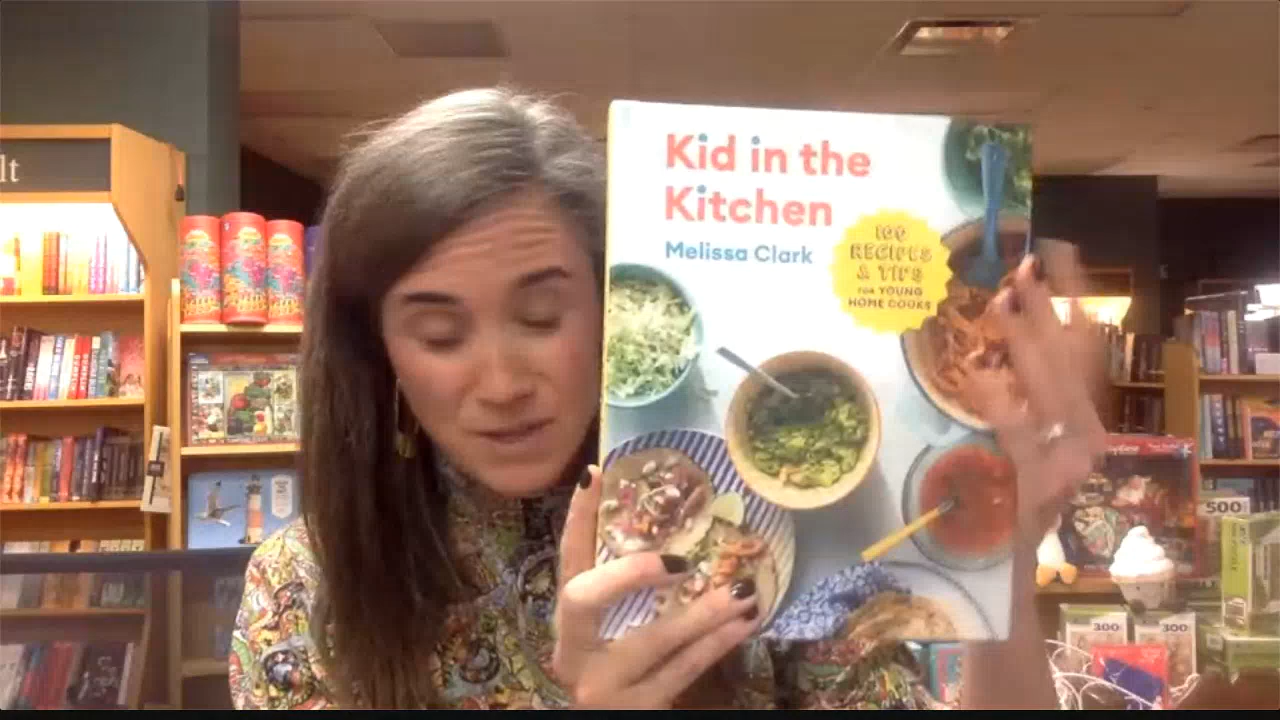 lt
Kid in the
Kitchen
Melissa Clark
100
RECIPES
& TIPS
FOR YOUNG
HOME COOKS
500
300
300